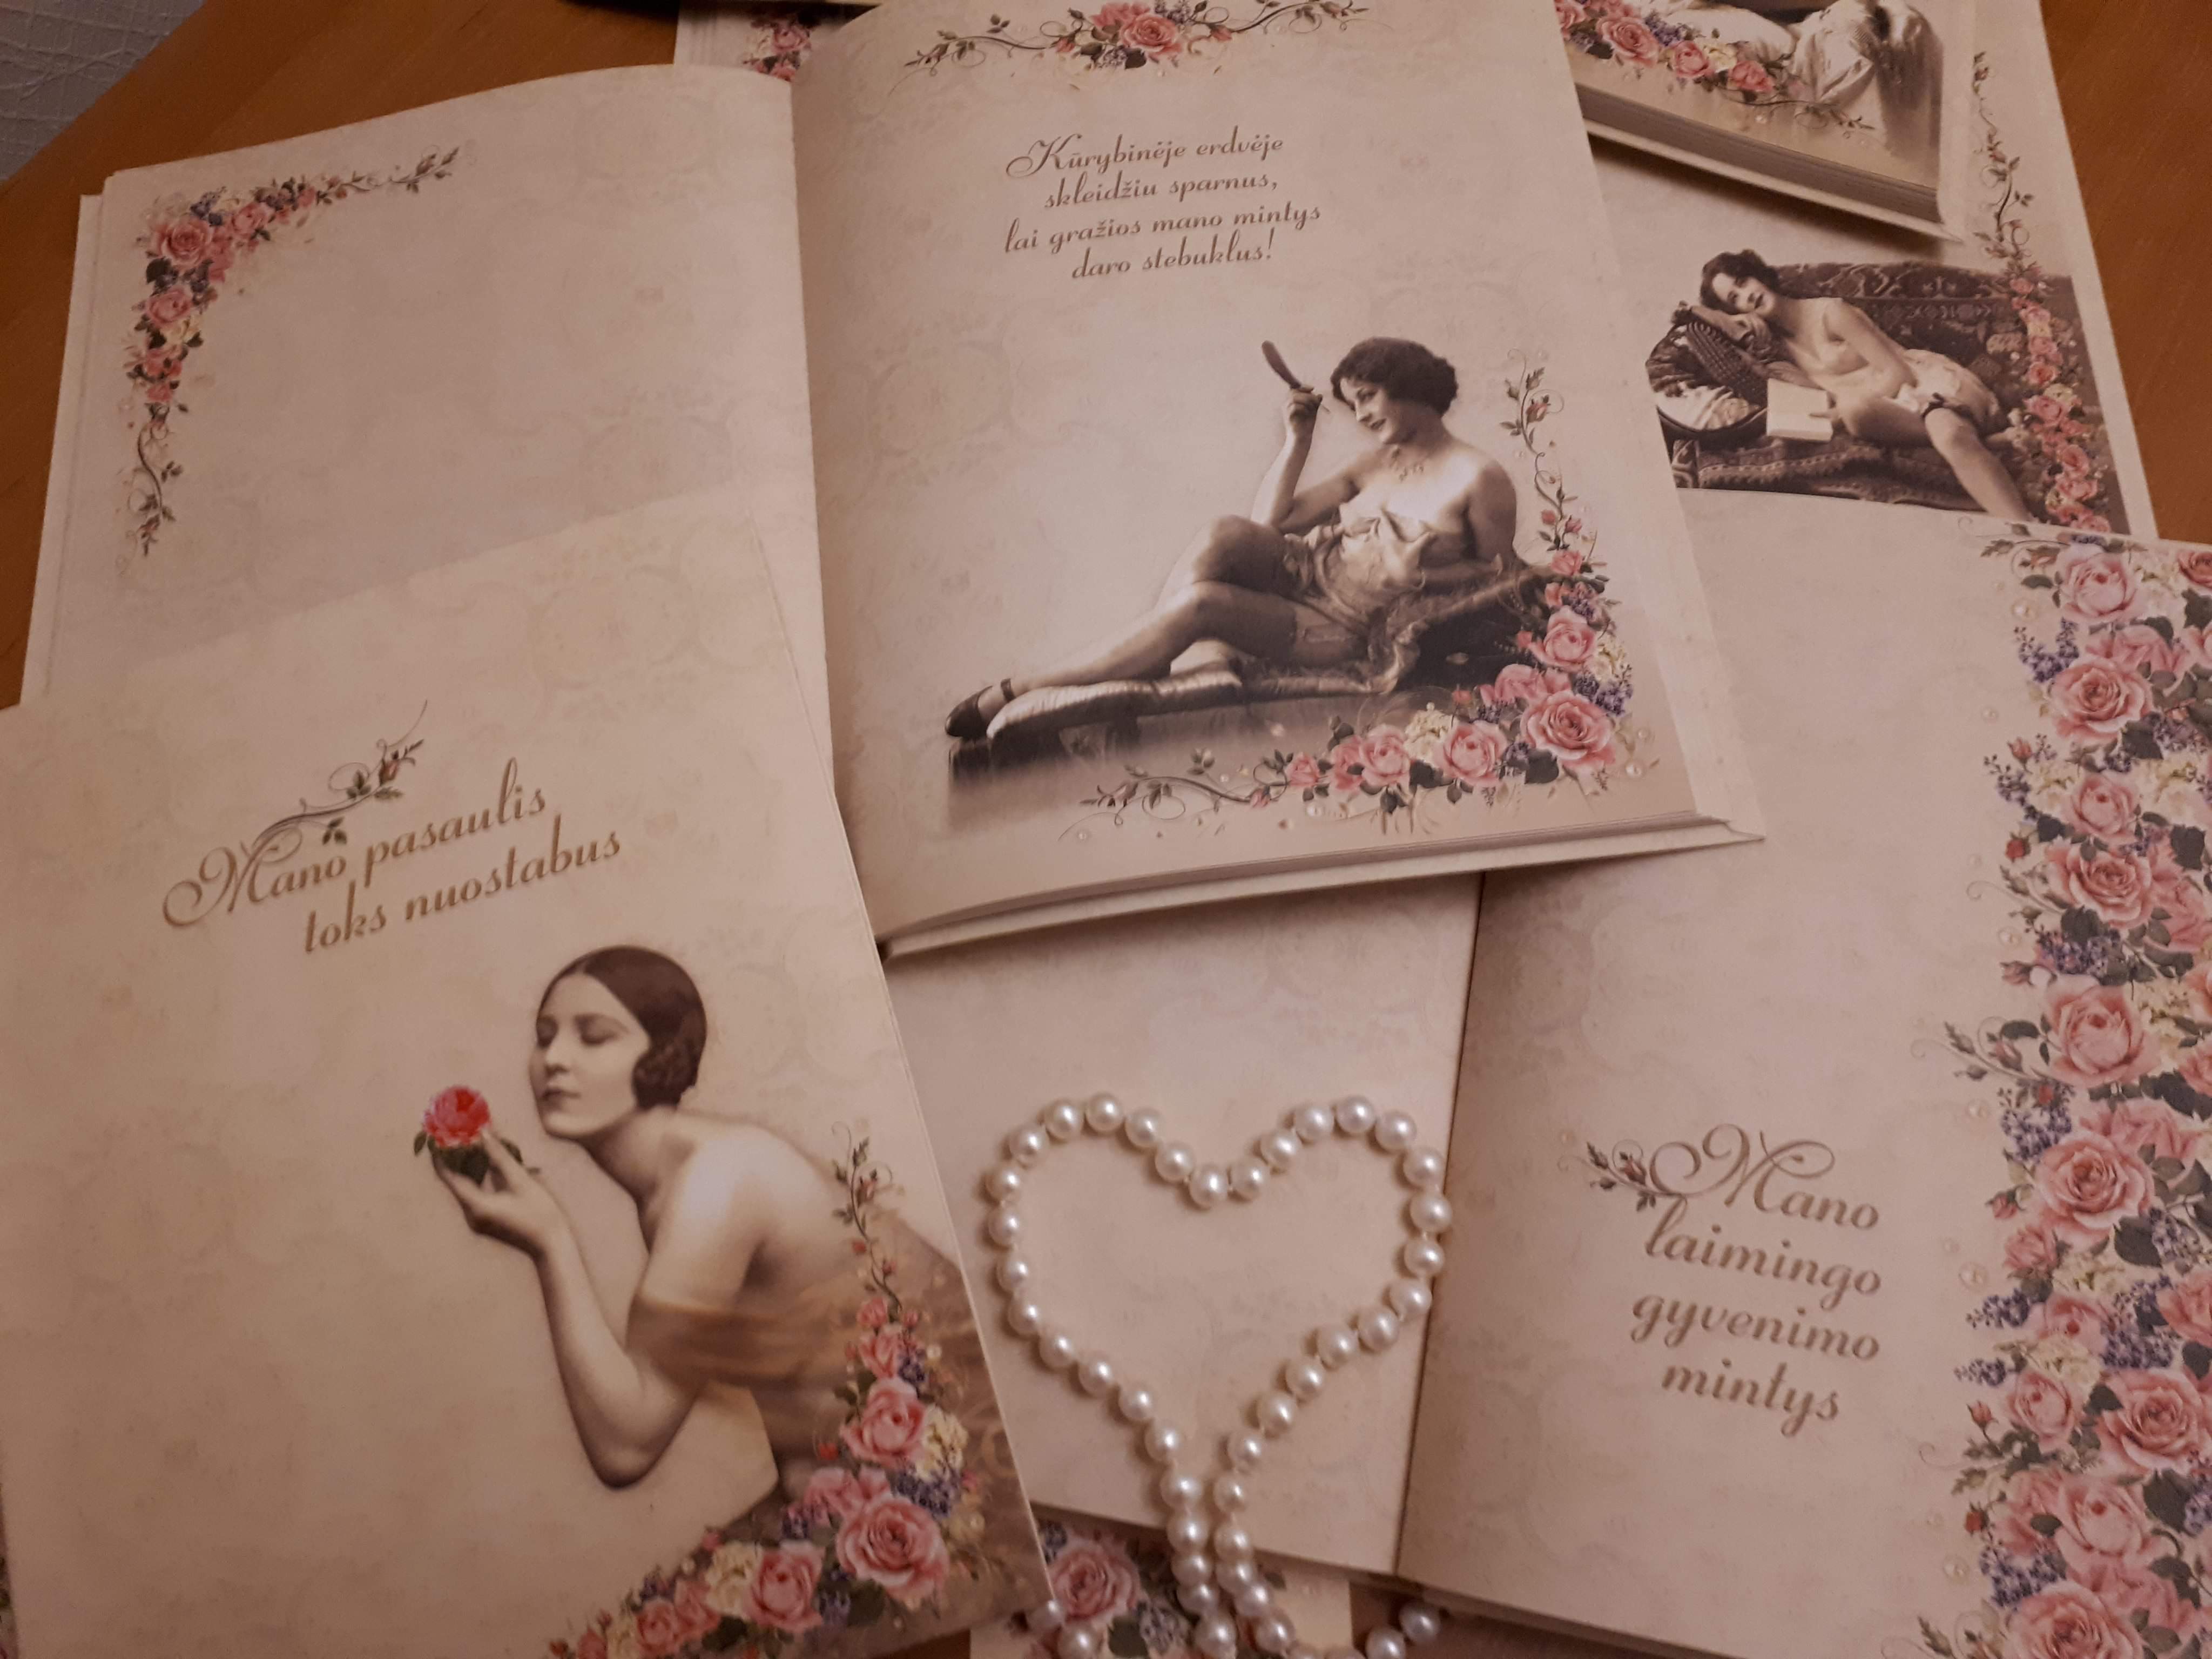 Kūrybinėje erdvėje
skleidžiu sparnus,
lai gražios mano mintys
daro stebuklus!
Mano pasaulis
toks nuostabus
Mano
laimingo
gyvenimo
mintys